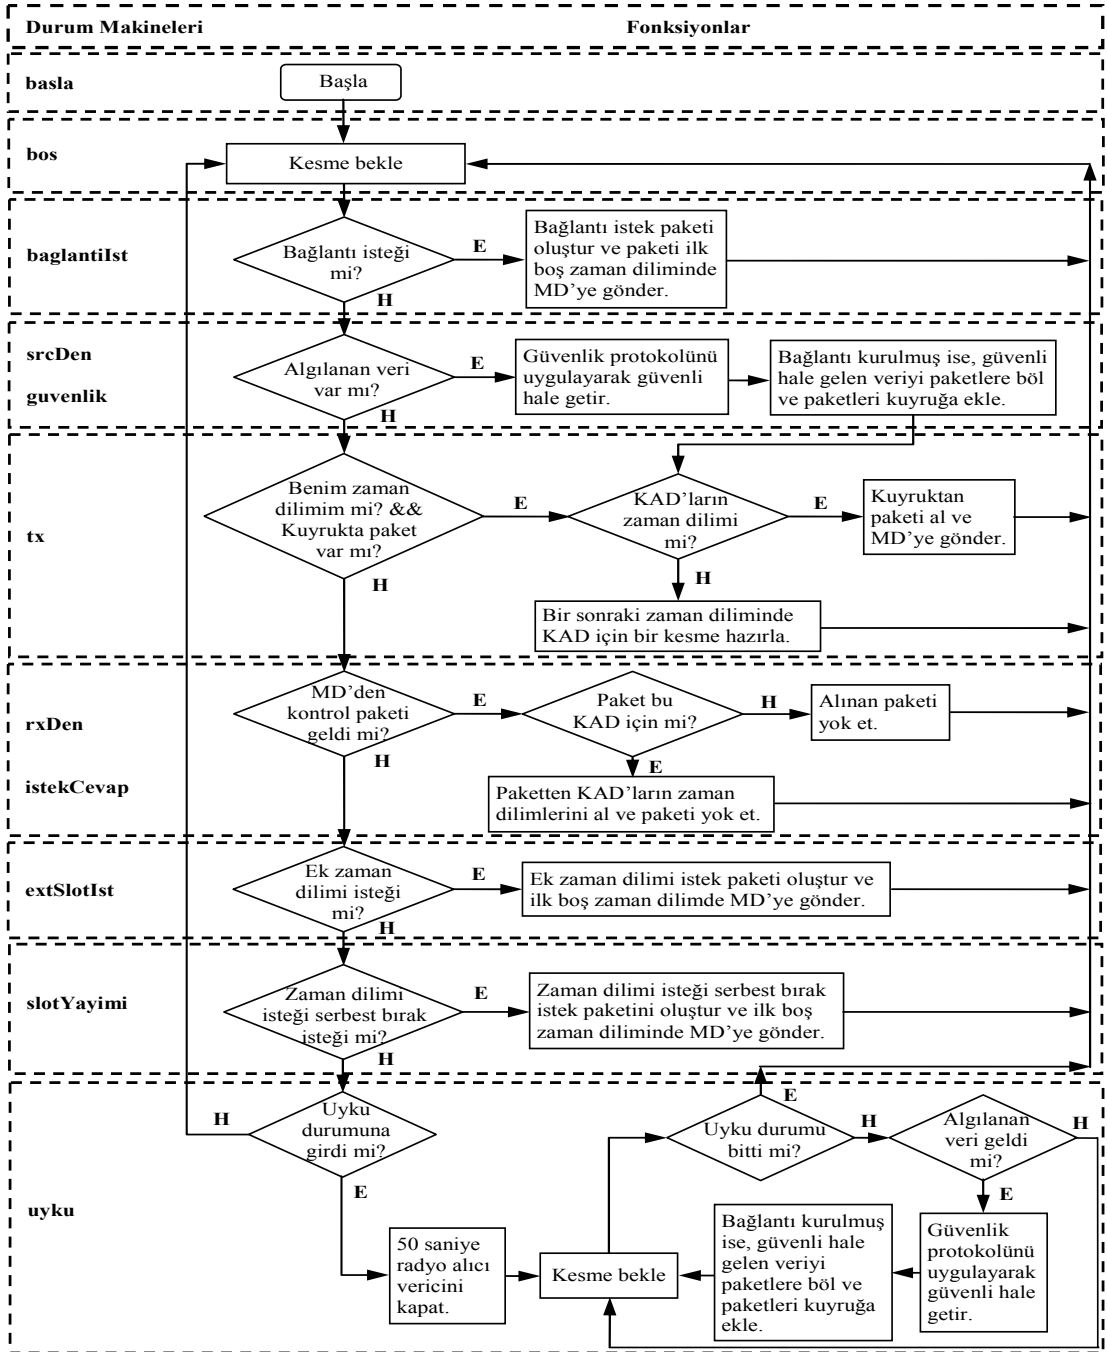 Durum Makineleri
Fonksiyonlar
basla
Başla
bos
Kesme bekle
baglantiIst
Bağlantı isteği
mi?
E
H
Bağlantı istek paketi
oluştur ve paketi ilk
boş zaman diliminde
MD’ye gönder.
srcDen
guvenlik
Algılanan veri
var mı?
E
H
Güvenlik protokolünü
uygulayarak güvenli
hale getir.
Bağlantı kurulmuş ise, güvenli
hale gelen veriyi paketlere böl
ve paketleri kuyruğa ekle.
tx
Benim zaman
dilimim mi? &&
Kuyrukta paket
var mı?
E
H
KAD’ların
zaman dilimi
mi?
E
H
Kuyruktan
paketi al ve
MD’ye gönder.
Bir sonraki zaman diliminde
KAD için bir kesme hazırla.
rxDen
istekCevap
MD’den
kontrol paketi
geldi mi?
E
H
Paket bu
KAD için mi?
H
E
Alınan paketi
yok et.
Paketten KAD’ların zaman
dilimlerini al ve paketi yok et.
extSlotIst
Ek zaman
dilimi isteği
mi?
E
H
Ek zaman dilimi istek paketi oluştur ve
ilk boş zaman dilimde MD’ye gönder.
slotYayimi
Zaman dilimi
isteği serbest bırak
isteği mi?
E
H
Zaman dilimi isteği serbest bırak
istek paketini oluştur ve ilk boş
zaman diliminde MD’ye gönder.
uyku
Uyku
durumuna
girdi mi?
H
E
50 saniye
radyo alıcı
vericini
kapat.
Kesme bekle
Uyku durumu
bitti mi?
E
H
Algılanan
veri geldi
mi?
H
E
Güvenlik
protokolünü
uygulayarak
güvenli hale
getir.
Bağlantı kurulmuş
ise, güvenli hale
gelen veriyi
paketlere böl ve
paketleri kuyruğa
ekle.